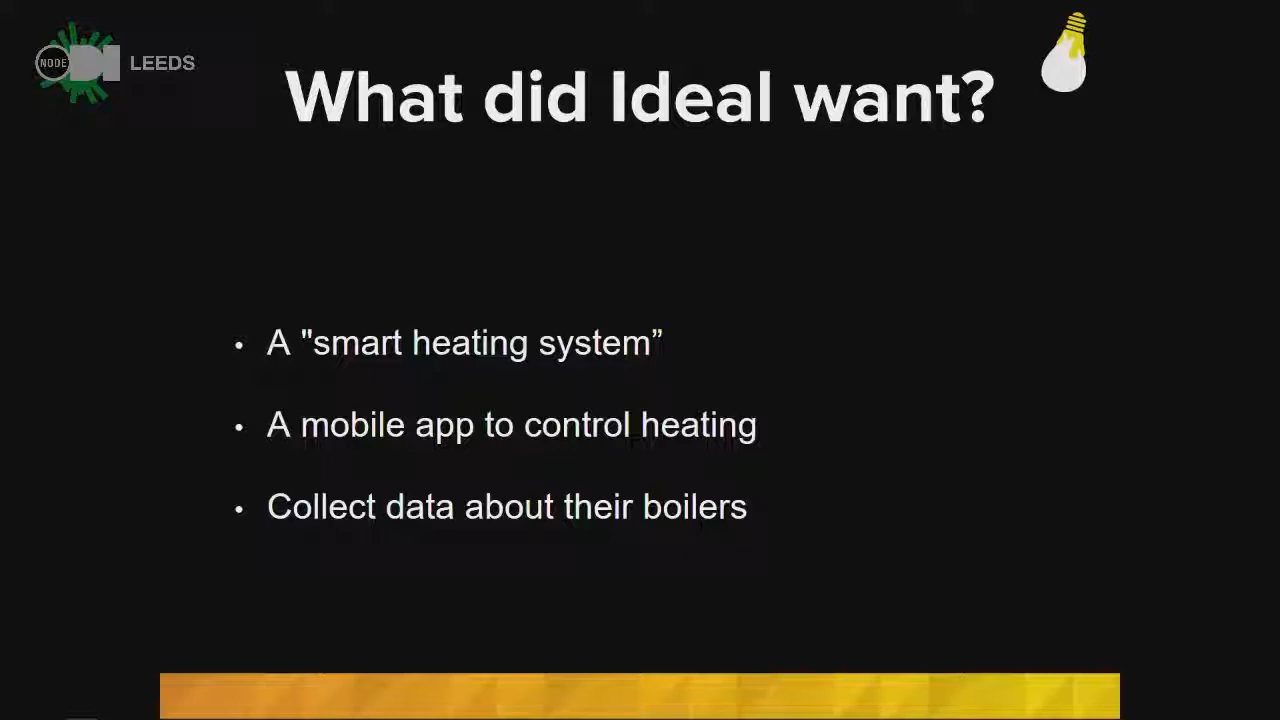 NODE
LEEDS
What did Ideal want?
• A "smart heating system”
• A mobile app to control heating
• Collect data about their boilers